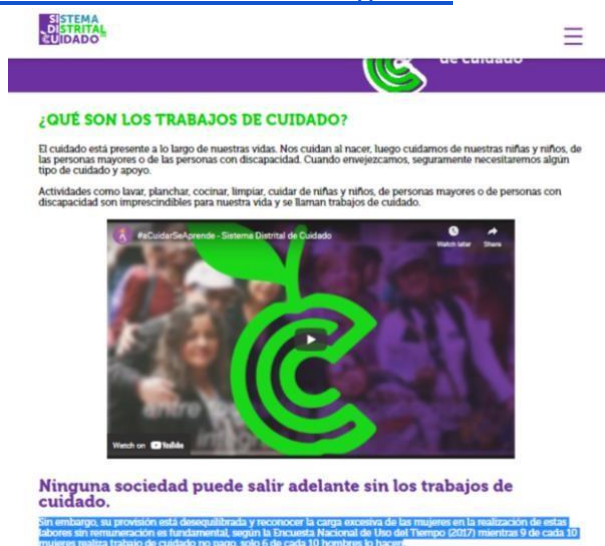 SISTEMA
DISTRITAL
CUIDADO
de cuidado
¿QUÉ SON LOS TRABAJOS DE CUIDADO?
El cuidado está presente a lo largo de nuestras vidas. Nos cuidan al nacer, luego cuidamos de nuestras niñas y niños, de
las personas mayores o de las personas con discapacidad. Cuando envejezcamos, seguramente necesitaremos algún
tipo de cuidado y apoyo.
Actividades como lavar, planchar, cocinar, limpiar, cuidar de niñas y niños, de personas mayores o de personas con
discapacidad son imprescindibles para nuestra vida y se llaman trabajos de cuidado.
#aCuidarSeAprende - Sistema Distrital de Cuidado
Watch later
Share
entre
Watch on YouTube
Ninguna sociedad puede salir adelante sin los trabajos de
cuidado.
Sin embargo, su provisión está desequilibrada y reconocer la carga excesiva de las mujeres en la realización de estas
labores sin remuneración es fundamental, según la Encuesta Nacional de Uso del Tiempo (2017) mientras 9 de cada 10
mujeres realiza trabajo de cuidado no pago, solo 6 de cada 10 hombres lo hacen